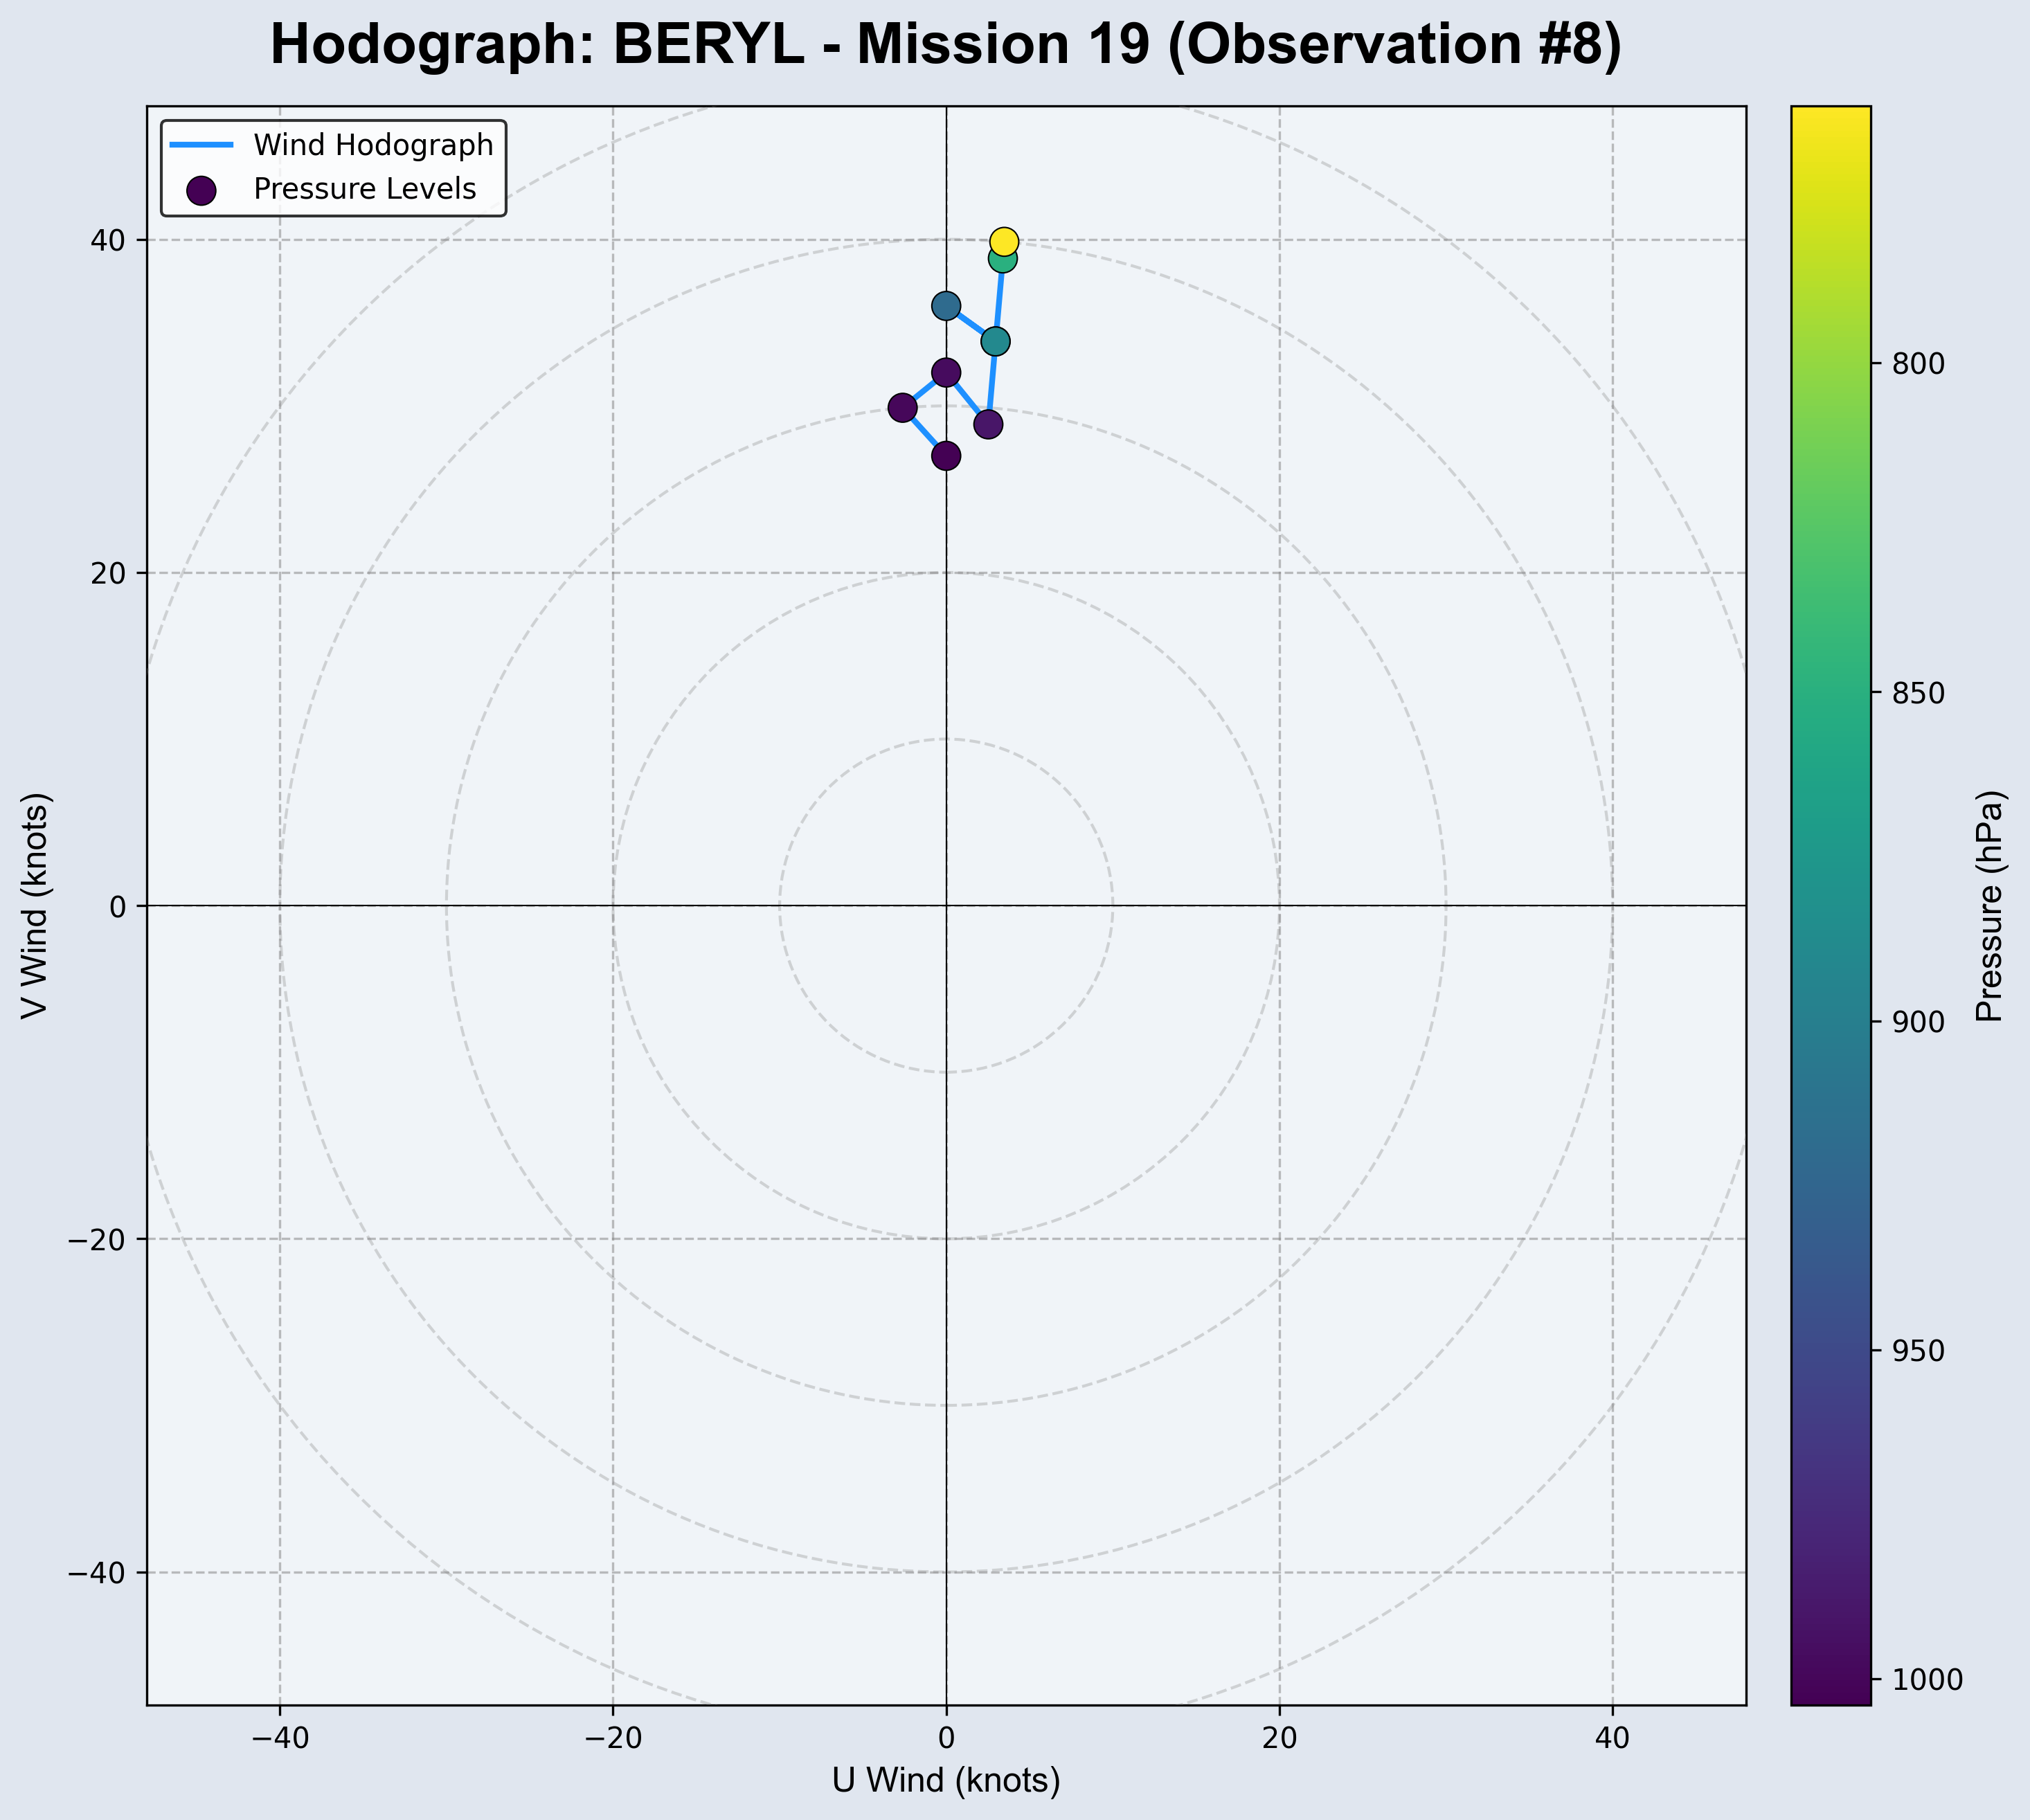 Hodograph: BERYL - Mission 19 (Observation #8)
Wind Hodograph
Pressure Levels
40
20
0
−20
−40
V Wind (knots)
−40
−20
0
20
40
U Wind (knots)
800
850
900
950
1000
Pressure (hPa)